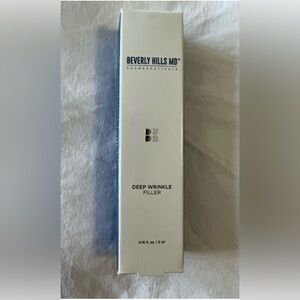 BEVERLY HILLS MD®
COSMECEUTICALS
DEEP WRINKLE
FILLER
0.16 fl. oz. | 5 ml